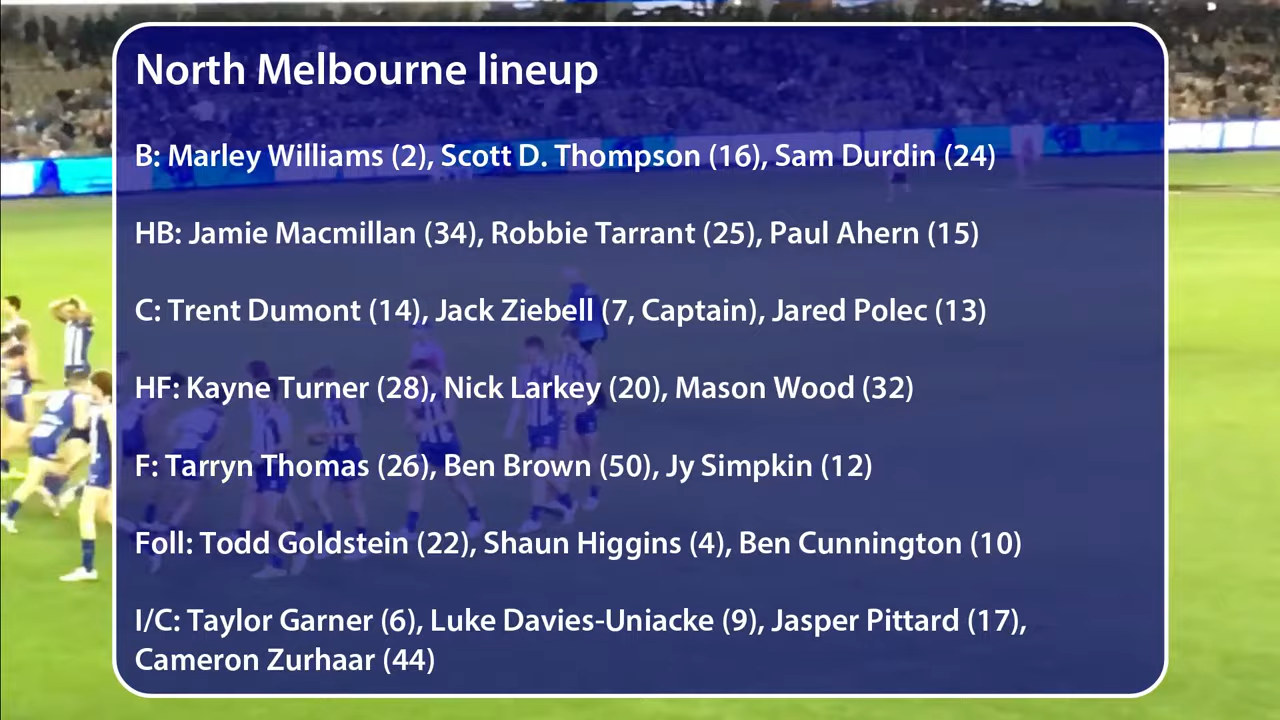 North Melbourne lineup
B: Marley Williams (2), Scott D. Thompson (16), Sam Durdin (24)
HB: Jamie Macmillan (34), Robbie Tarrant (25), Paul Ahern (15)
C: Trent Dumont (14), Jack Ziebell (7, Captain), Jared Polec (13)
HF: Kayne Turner (28), Nick Larkey (20), Mason Wood (32)
F: Tarryn Thomas (26), Ben Brown (50), Jy Simpkin (12)
Foll: Todd Goldstein (22), Shaun Higgins (4), Ben Cunnington (10)
I/C: Taylor Garner (6), Luke Davies-Uniacke (9), Jasper Pittard (17),
Cameron Zurhaar (44)